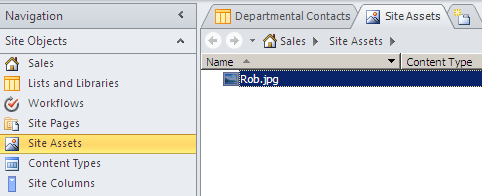 Navigation
Site Objects
Sales
Lists and Libraries
Workflows
Site Pages
Site Assets
Content Types
Site Columns
Departmental Contacts
Site Assets
Sales
Site Assets
Name
Content Type
Rob.jpg